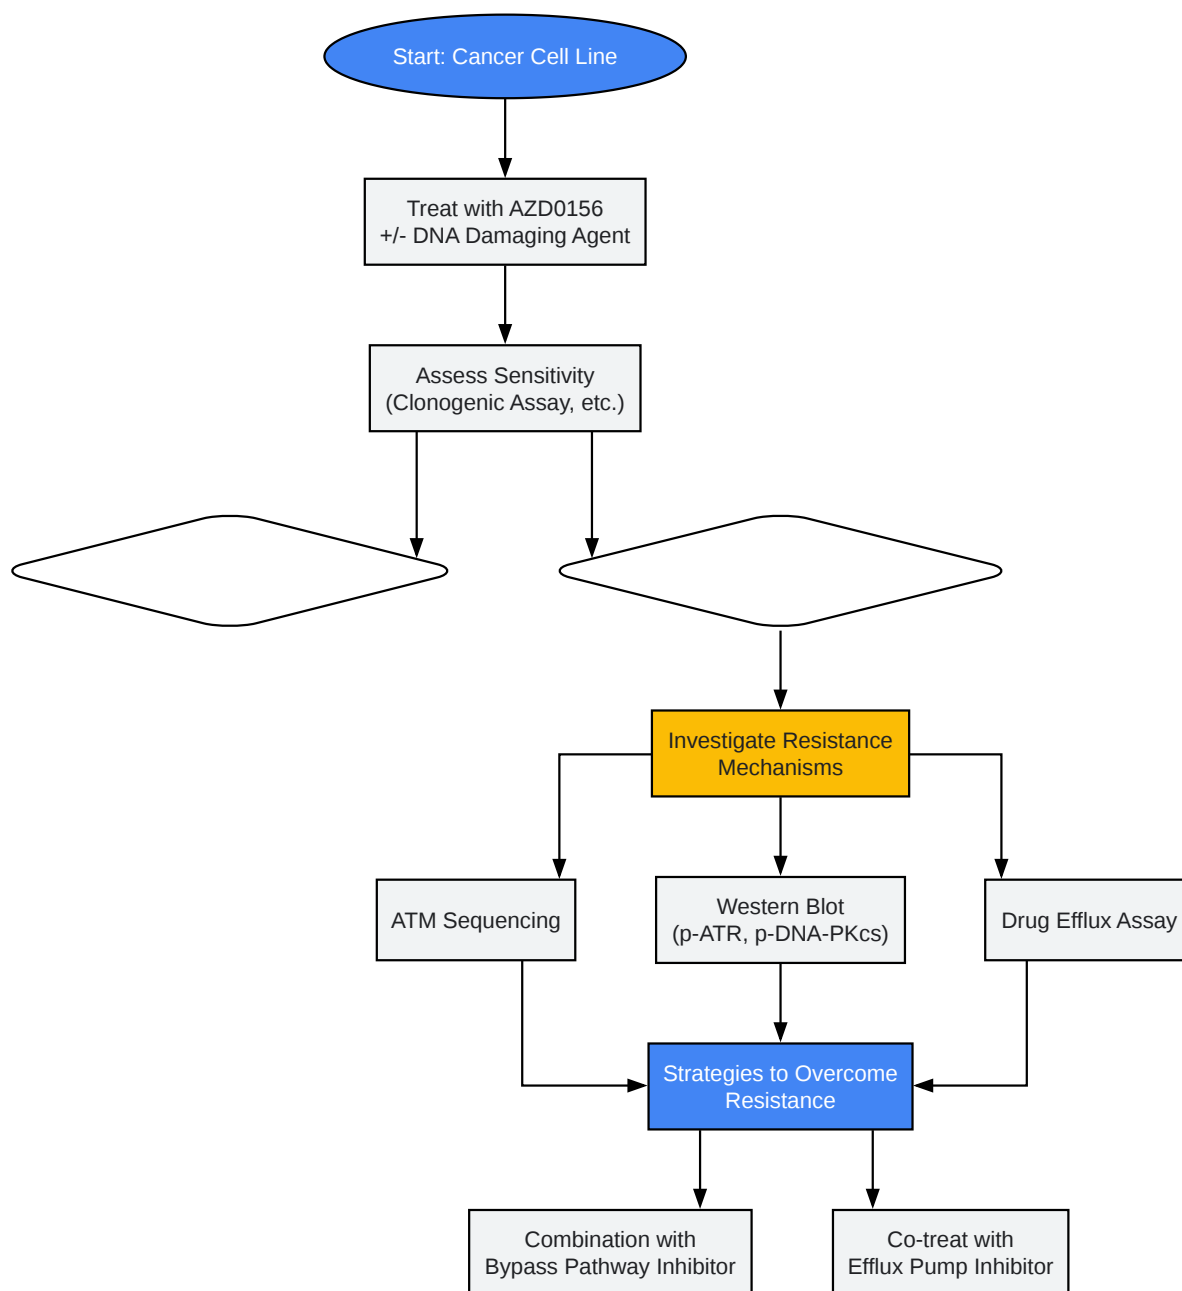 Start: Cancer Cell Line
Treat with AZD0156
+/- DNA Damaging Agent
Assess Sensitivity
(Clonogenic Assay, etc.)
Investigate Resistance
Mechanisms
ATM Sequencing
Western Blot
(p-ATR, p-DNA-PKcs)
Drug Efflux Assay
Strategies to Overcome
Resistance
Combination with
Bypass Pathway Inhibitor
Co-treat with
Efflux Pump Inhibitor